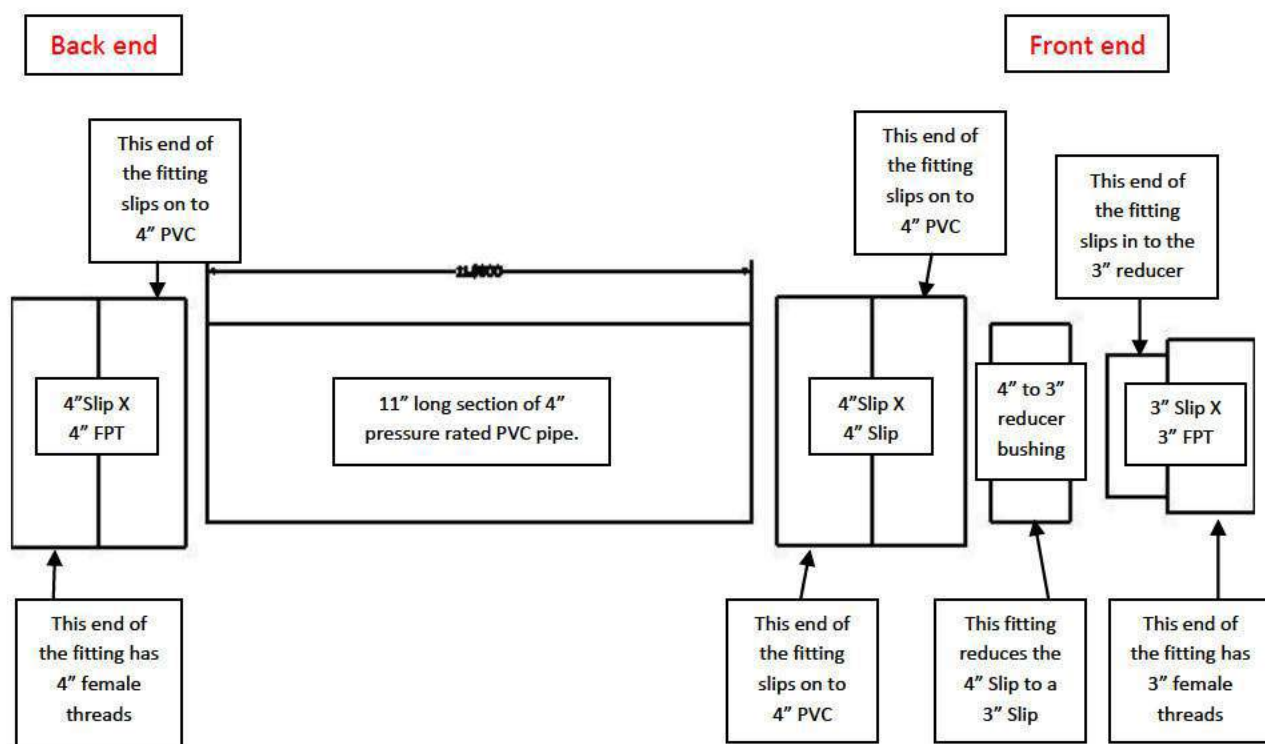 Back end
Front end
This end of
the fitting
slips on to
4” PVC
This end of
the fitting
slips on to
4” PVC
This end of
the fitting
slips in to the
3” reducer
4”Slip X
4” FPT
11” long section of 4”
pressure rated PVC pipe.
4”Slip X
4” Slip
4” to 3”
reducer
bushing
3” Slip X
3” FPT
This end of
the fitting has
4” female
threads
This end of
the fitting
slips on to
4” PVC
This fitting
reduces the
4” Slip to a
3” Slip
This end of
the fitting has
3” female
threads